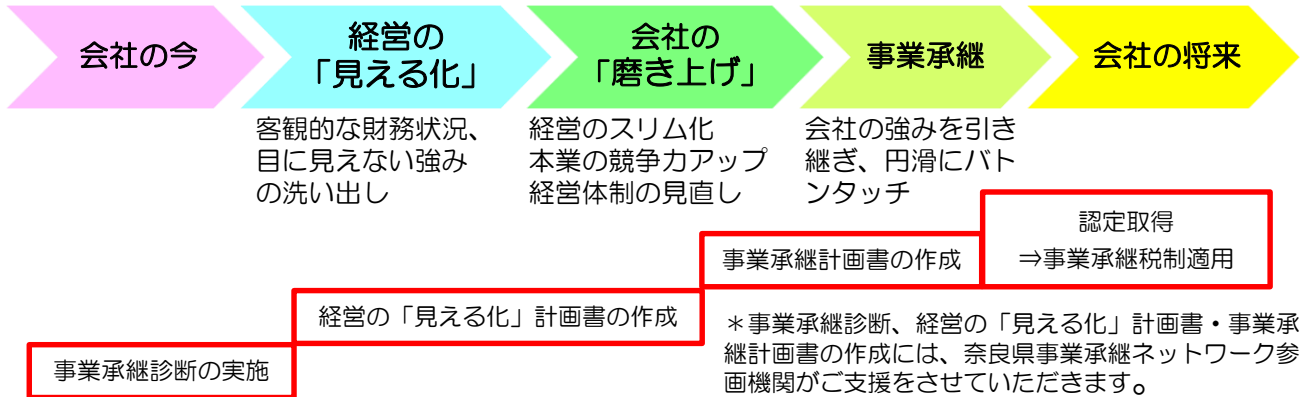 会社の今
経営の
「見える化」
会社の
「磨き上げ」
事業承継
会社の将来
客観的な財務状況、
目に見えない強み
の洗い出し
経営のスリム化
本業の競争力アップ
経営体制の見直し
会社の強みを引き
継ぎ、円滑にバト
ンタッチ
認定取得
⇒事業承継税制適用
事業承継計画書の作成
経営の「見える化」計画書の作成
事業承継診断の実施
＊事業承継診断、経営の「見える化」計画書・事業承
継計画書の作成には、奈良県事業承継ネットワーク参
画機関がご支援をさせていただきます。